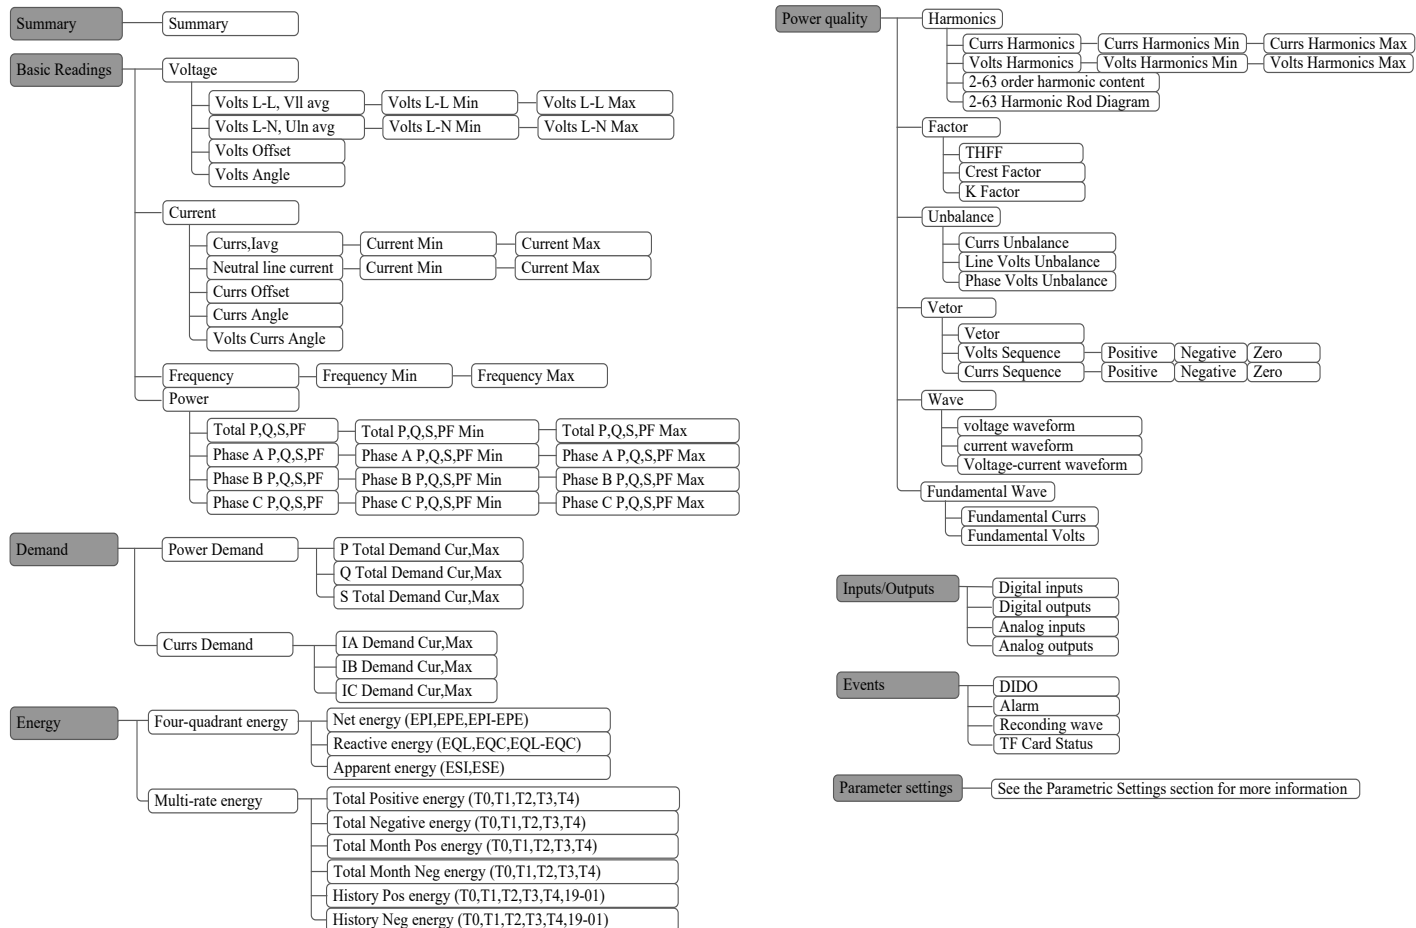 Summary
Summary
Basic Readings
Voltage
Volts L-L, Vll avg
Volts L-L Min
Volts L-L Max
Volts L-N, Uln avg
Volts L-N Min
Volts L-N Max
Volts Offset
Volts Angle
Current
Currs,Iavg
Current Min
Current Max
Neutral line current
Current Min
Current Max
Currs Offset
Currs Angle
Volts Currs Angle
Frequency
Frequency Min
Frequency Max
Power
Total P,Q,S,PF
Total P,Q,S,PF Min
Total P,Q,S,PF Max
Phase A P,Q,S,PF
Phase A P,Q,S,PF Min
Phase A P,Q,S,PF Max
Phase B P,Q,S,PF
Phase B P,Q,S,PF Min
Phase B P,Q,S,PF Max
Phase C P,Q,S,PF
Phase C P,Q,S,PF Min
Phase C P,Q,S,PF Max
Demand
Power Demand
P Total Demand Cur,Max
Q Total Demand Cur,Max
S Total Demand Cur,Max
Currs Demand
IA Demand Cur,Max
IB Demand Cur,Max
IC Demand Cur,Max
Energy
Four-quadrant energy
Net energy (EPI,EPE,EPI-EPE)
Reactive energy (EQL,EQC,EQL-EQC)
Apparent energy (ESI,ESE)
Multi-rate energy
Total Positive energy (T0,T1,T2,T3,T4)
Total Negative energy (T0,T1,T2,T3,T4)
Total Month Pos energy (T0,T1,T2,T3,T4)
Total Month Neg energy (T0,T1,T2,T3,T4)
History Pos energy (T0,T1,T2,T3,T4,19-01)
History Neg energy (T0,T1,T2,T3,T4,19-01)
Power quality
Harmonics
Currs Harmonics
Currs Harmonics Min
Currs Harmonics Max
Volts Harmonics
Volts Harmonics Min
Volts Harmonics Max
2-63 order harmonic content
2-63 Harmonic Rod Diagram
Factor
THFF
Crest Factor
K Factor
Unbalance
Currs Unbalance
Line Volts Unbalance
Phase Volts Unbalance
Vetor
Vetor
Volts Sequence
Positive
Negative
Zero
Currs Sequence
Positive
Negative
Zero
Wave
voltage waveform
current waveform
Voltage-current waveform
Fundamental Wave
Fundamental Currs
Fundamental Volts
Inputs/Outputs
Digital inputs
Digital outputs
Analog inputs
Analog outputs
Events
DIDO
Alarm
Reconding wave
TF Card Status
Parameter settings
See the Parametric Settings section for more information